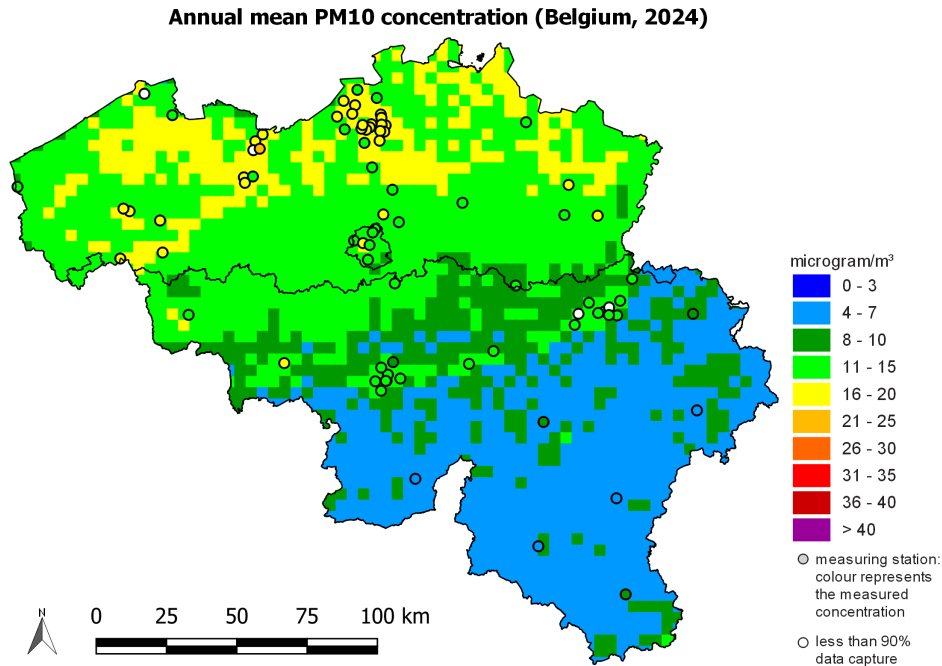 Annual mean PM10 concentration (Belgium, 2024)
microgram/m³
0 - 3
4 - 7
8 - 10
11 - 15
16 - 20
21 - 25
26 - 30
31 - 35
36 - 40
> 40
measuring station:
colour represents
the measured
concentration
less than 90%
data capture
N
0 25 50 75 100 km